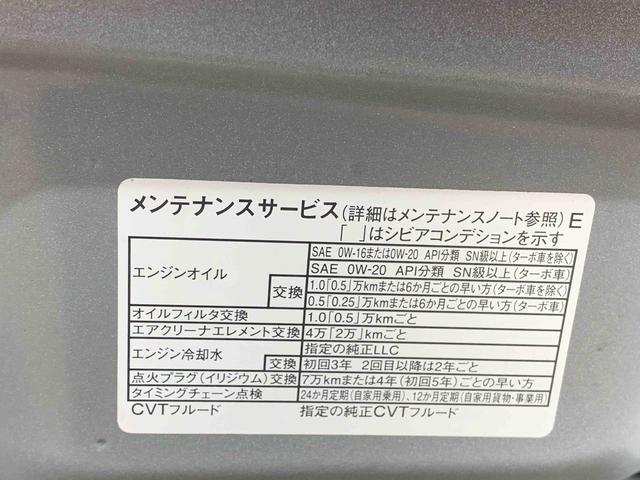 メンテナンスサービス(詳細はメンテナンスノート参照) E
「 」はシビアコンデションを示す
エンジンオイル SAE 0W-16または0W-20 API分類 SN級以上(ターボ車を除く)
SAE 0W-20 API分類 SN級以上(ターボ車)
交換 1.0「0.5」万kmまたは6か月ごとの早い方(ターボ車を除く)
0.5「0.25」万kmまたは6か月ごとの早い方(ターボ車)
オイルフィルタ交換 1.0「0.5」万kmごと
エアクリーナエレメント交換 4万「2万」kmごと
エンジン冷却水 指定の純正LLC
交換 初回3年 2回目以降は2年ごと
点火プラグ(イリジウム)交換 7万kmまたは4年(初回5年)ごとの早い方
タイミングチェーン点検 24か月定期(自家用乗用)、12か月定期(自家用貨物・事業用)
CVTフルード 指定の純正CVTフルード